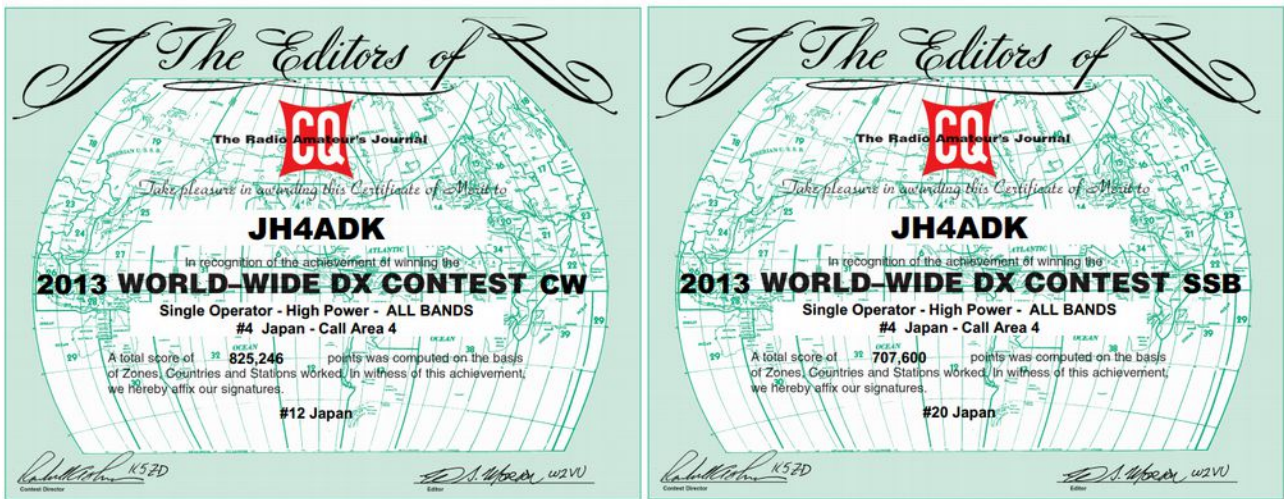 The Editors of
CQ
The Radio Amateur's Journal
Take pleasure in awarding this Certificate of Merit to
JH4ADK
In recognition of the achievement of winning the
2013 WORLD–WIDE DX CONTEST CW
Single Operator - High Power - ALL BANDS
#4 Japan - Call Area 4
A total score of 825,246 points was computed on the basis
of Zones, Countries and Stations worked. In witness of this achievement,
we hereby affix our signatures.
#12 Japan
K5ZD
Contest Director
W2VU
Editor
The Editors of
CQ
The Radio Amateur's Journal
Take pleasure in awarding this Certificate of Merit to
JH4ADK
In recognition of the achievement of winning the
2013 WORLD–WIDE DX CONTEST SSB
Single Operator - High Power - ALL BANDS
#4 Japan - Call Area 4
A total score of 707,600 points was computed on the basis
of Zones, Countries and Stations worked. In witness of this achievement,
we hereby affix our signatures.
#20 Japan
K5ZD
Contest Director
W2VU
Editor